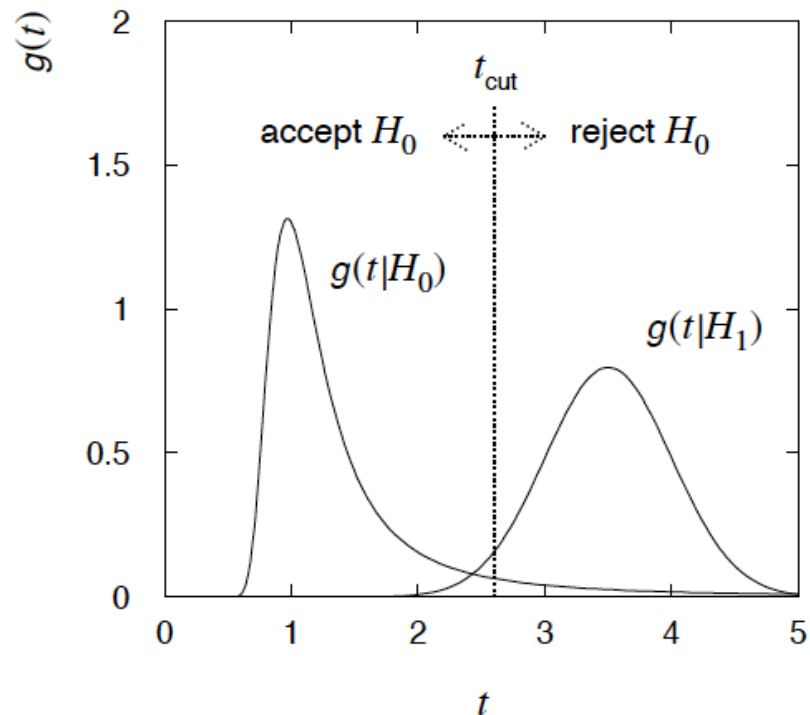 g(t)
2
t_cut
accept H_0 reject H_0
1.5
g(t|H_0)
1
g(t|H_1)
0.5
0
0 1 2 3 4 5
t